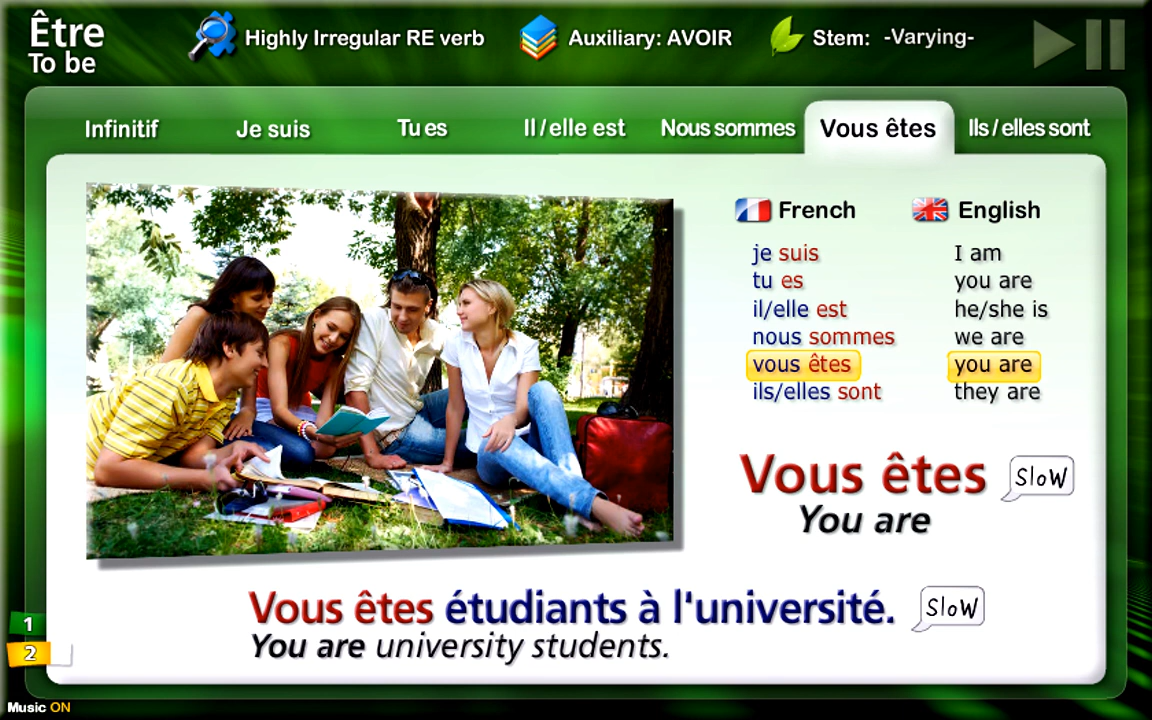 Être
To be
Highly Irregular RE verb
Auxiliary: AVOIR
Stem: -Varying-
Infinitif
Je suis
Tu es
Il / elle est
Nous sommes
Vous êtes
Ils / elles sont
French
English
je suis
I am
tu es
you are
il/elle est
he/she is
nous sommes
we are
vous êtes
you are
ils/elles sont
they are
Vous êtes
SloW
You are
Vous êtes étudiants à l'université.
SloW
You are university students.
1
2
Music ON